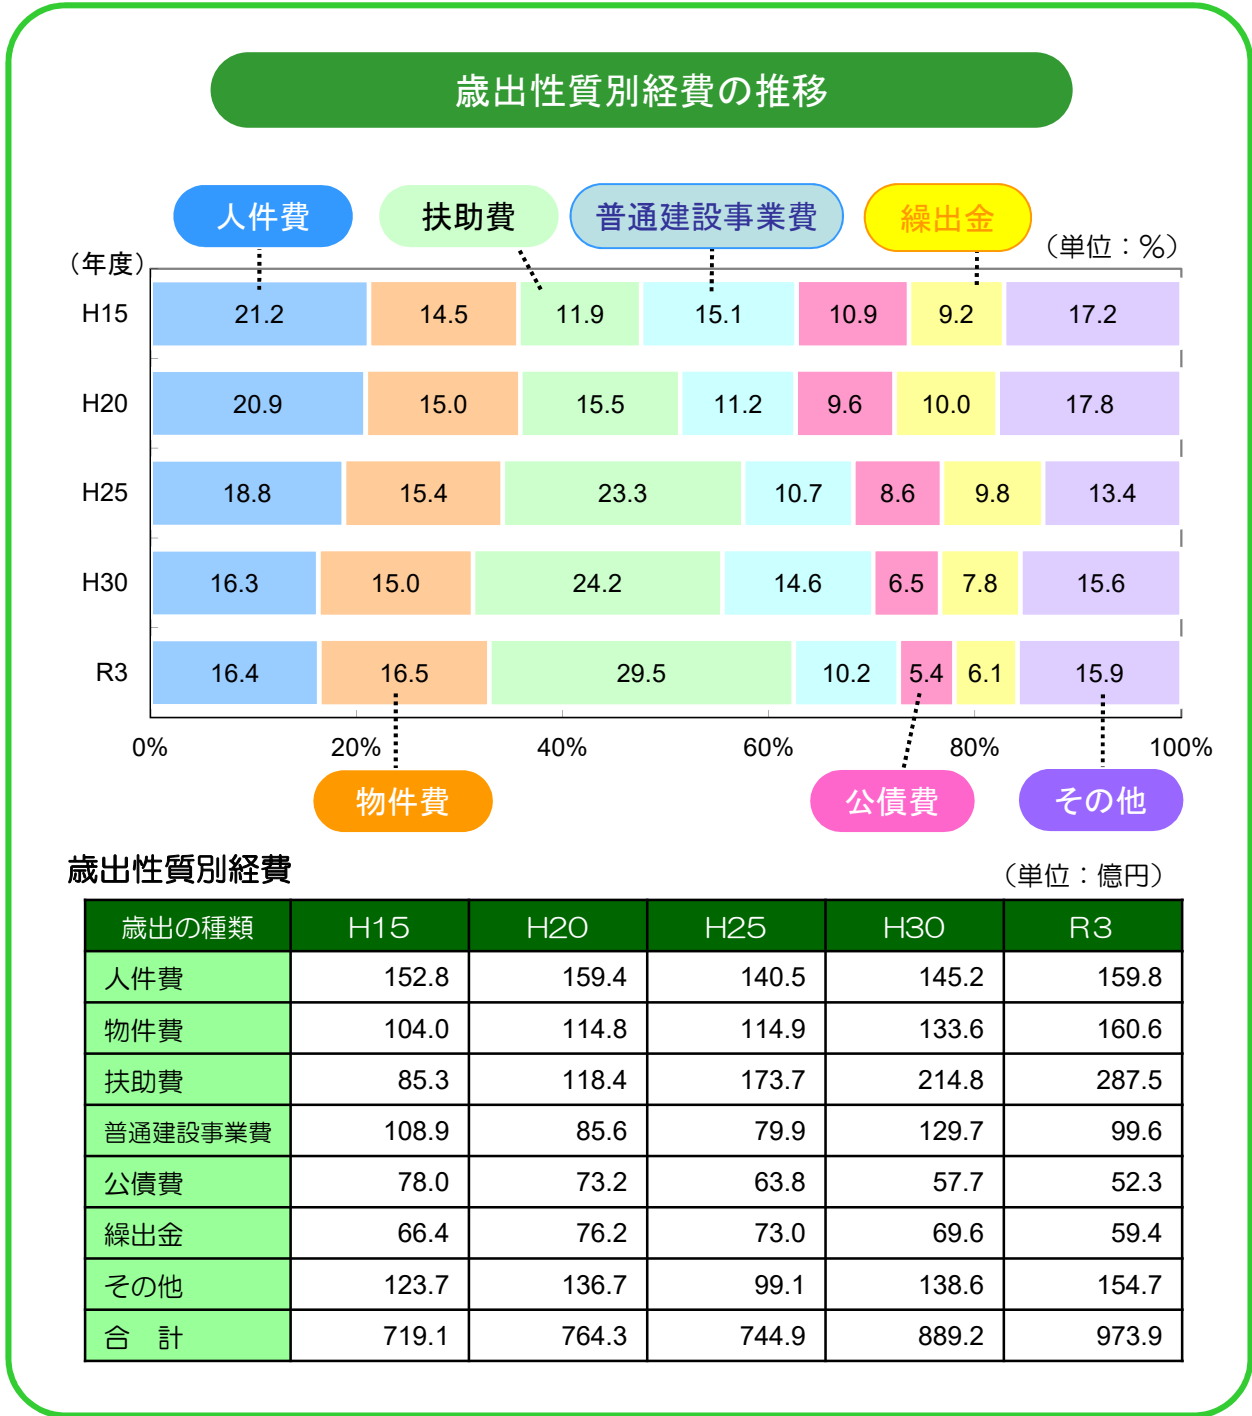 歳出性質別経費の推移
人件費 扶助費 普通建設事業費 繰出金
(単位：%)
(年度)
H15 21.2 14.5 11.9 15.1 10.9 9.2 17.2
H20 20.9 15.0 15.5 11.2 9.6 10.0 17.8
H25 18.8 15.4 23.3 10.7 8.6 9.8 13.4
H30 16.3 15.0 24.2 14.6 6.5 7.8 15.6
R3 16.4 16.5 29.5 10.2 5.4 6.1 15.9
0% 20% 40% 60% 80% 100%
物件費 公債費 その他
歳出性質別経費
（単位：億円）
歳出の種類 H15 H20 H25 H30 R3
人件費 152.8 159.4 140.5 145.2 159.8
物件費 104.0 114.8 114.9 133.6 160.6
扶助費 85.3 118.4 173.7 214.8 287.5
普通建設事業費 108.9 85.6 79.9 129.7 99.6
公債費 78.0 73.2 63.8 57.7 52.3
繰出金 66.4 76.2 73.0 69.6 59.4
その他 123.7 136.7 99.1 138.6 154.7
合　計 719.1 764.3 744.9 889.2 973.9